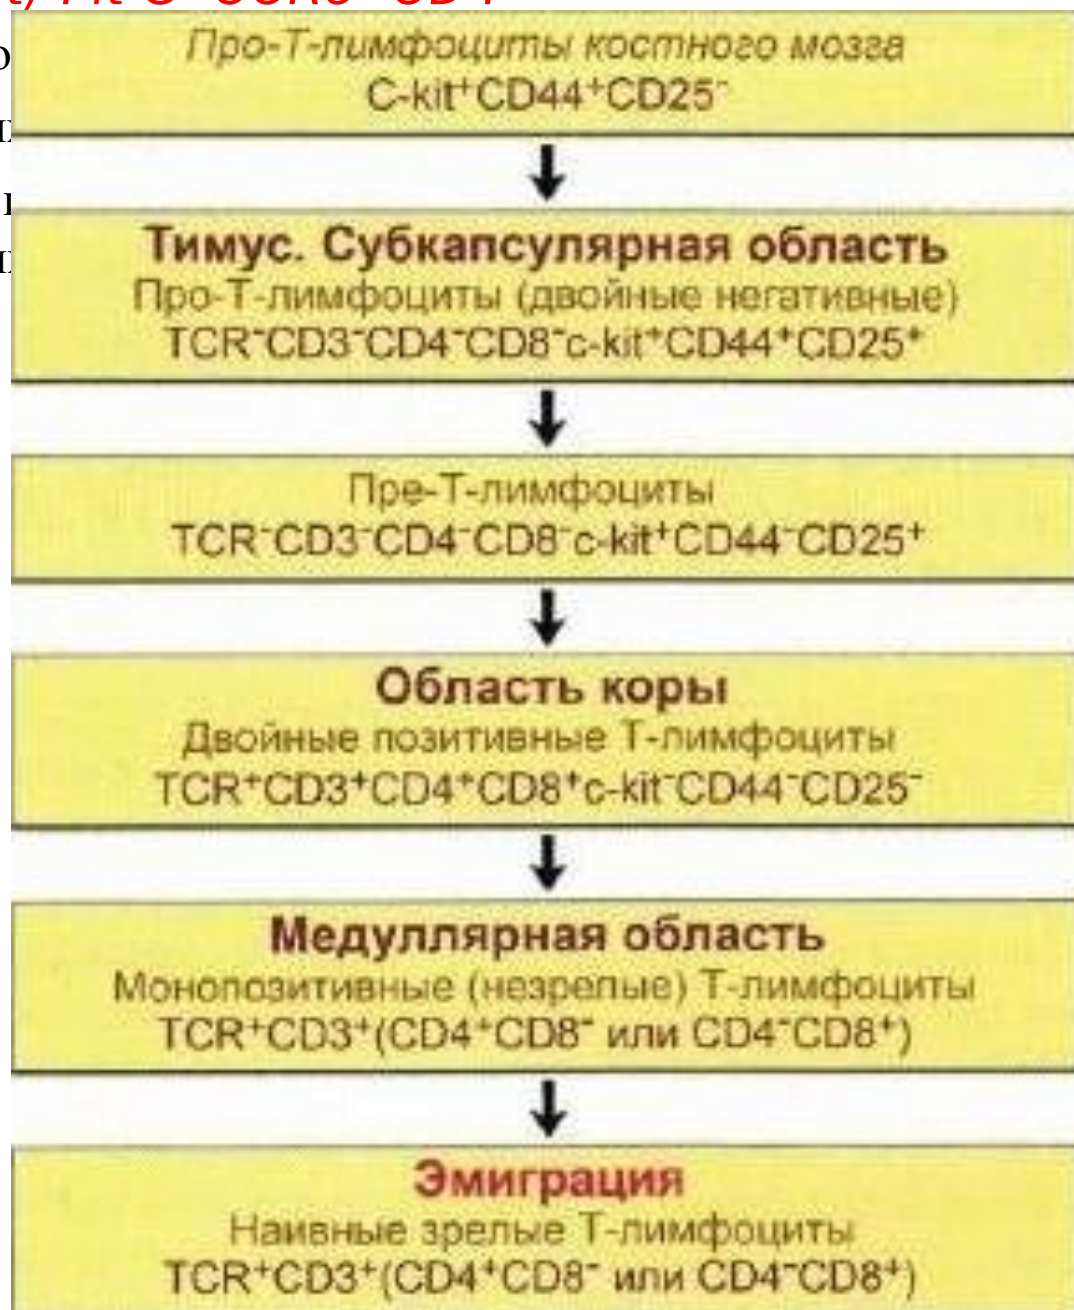 Про-Т-лимфоциты костного мозга
C-kit⁺CD44⁺CD25⁻
Тимус. Субкапсулярная область
Про-Т-лимфоциты (двойные негативные)
TCR⁻CD3⁻CD4⁻CD8⁻c-kit⁺CD44⁺CD25⁺
Пре-Т-лимфоциты
TCR⁻CD3⁻CD4⁻CD8⁻c-kit⁺CD44⁻CD25⁺
Область коры
Двойные позитивные Т-лимфоциты
TCR⁺CD3⁺CD4⁺CD8⁺c-kit⁻CD44⁻CD25⁻
Медуллярная область
Монопозитивные (незрелые) Т-лимфоциты
TCR⁺CD3⁺(CD4⁺CD8⁻ или CD4⁻CD8⁺)
Эмиграция
Наивные зрелые Т-лимфоциты
TCR⁺CD3⁺(CD4⁺CD8⁻ или CD4⁻CD8⁺)